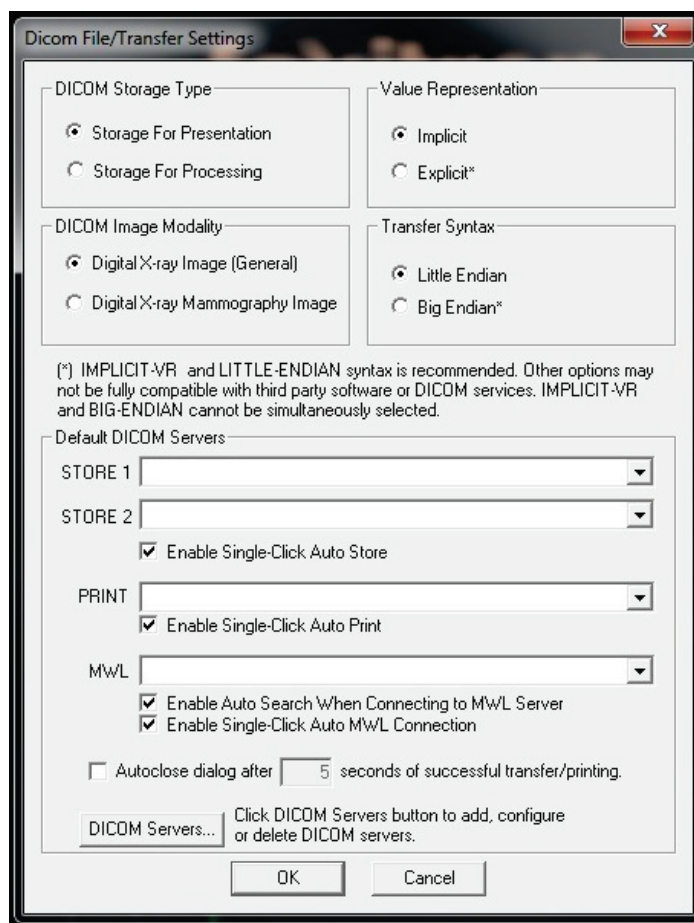 Dicom File/Transfer Settings
DICOM Storage Type
Storage For Presentation
Storage For Processing
Value Representation
Implicit
Explicit*
DICOM Image Modality
Digital X-ray Image (General)
Digital X-ray Mammography Image
Transfer Syntax
Little Endian
Big Endian*
(*) IMPLICIT-VR and LITTLE-ENDIAN syntax is recommended. Other options may
not be fully compatible with third party software or DICOM services. IMPLICIT-VR
and BIG-ENDIAN cannot be simultaneously selected.
Default DICOM Servers
STORE 1
STORE 2
Enable Single-Click Auto Store
PRINT
Enable Single-Click Auto Print
MWL
Enable Auto Search When Connecting to MWL Server
Enable Single-Click Auto MWL Connection
Autoclose dialog after 5 seconds of successful transfer/printing.
DICOM Servers...
Click DICOM Servers button to add, configure
or delete DICOM servers.
OK
Cancel